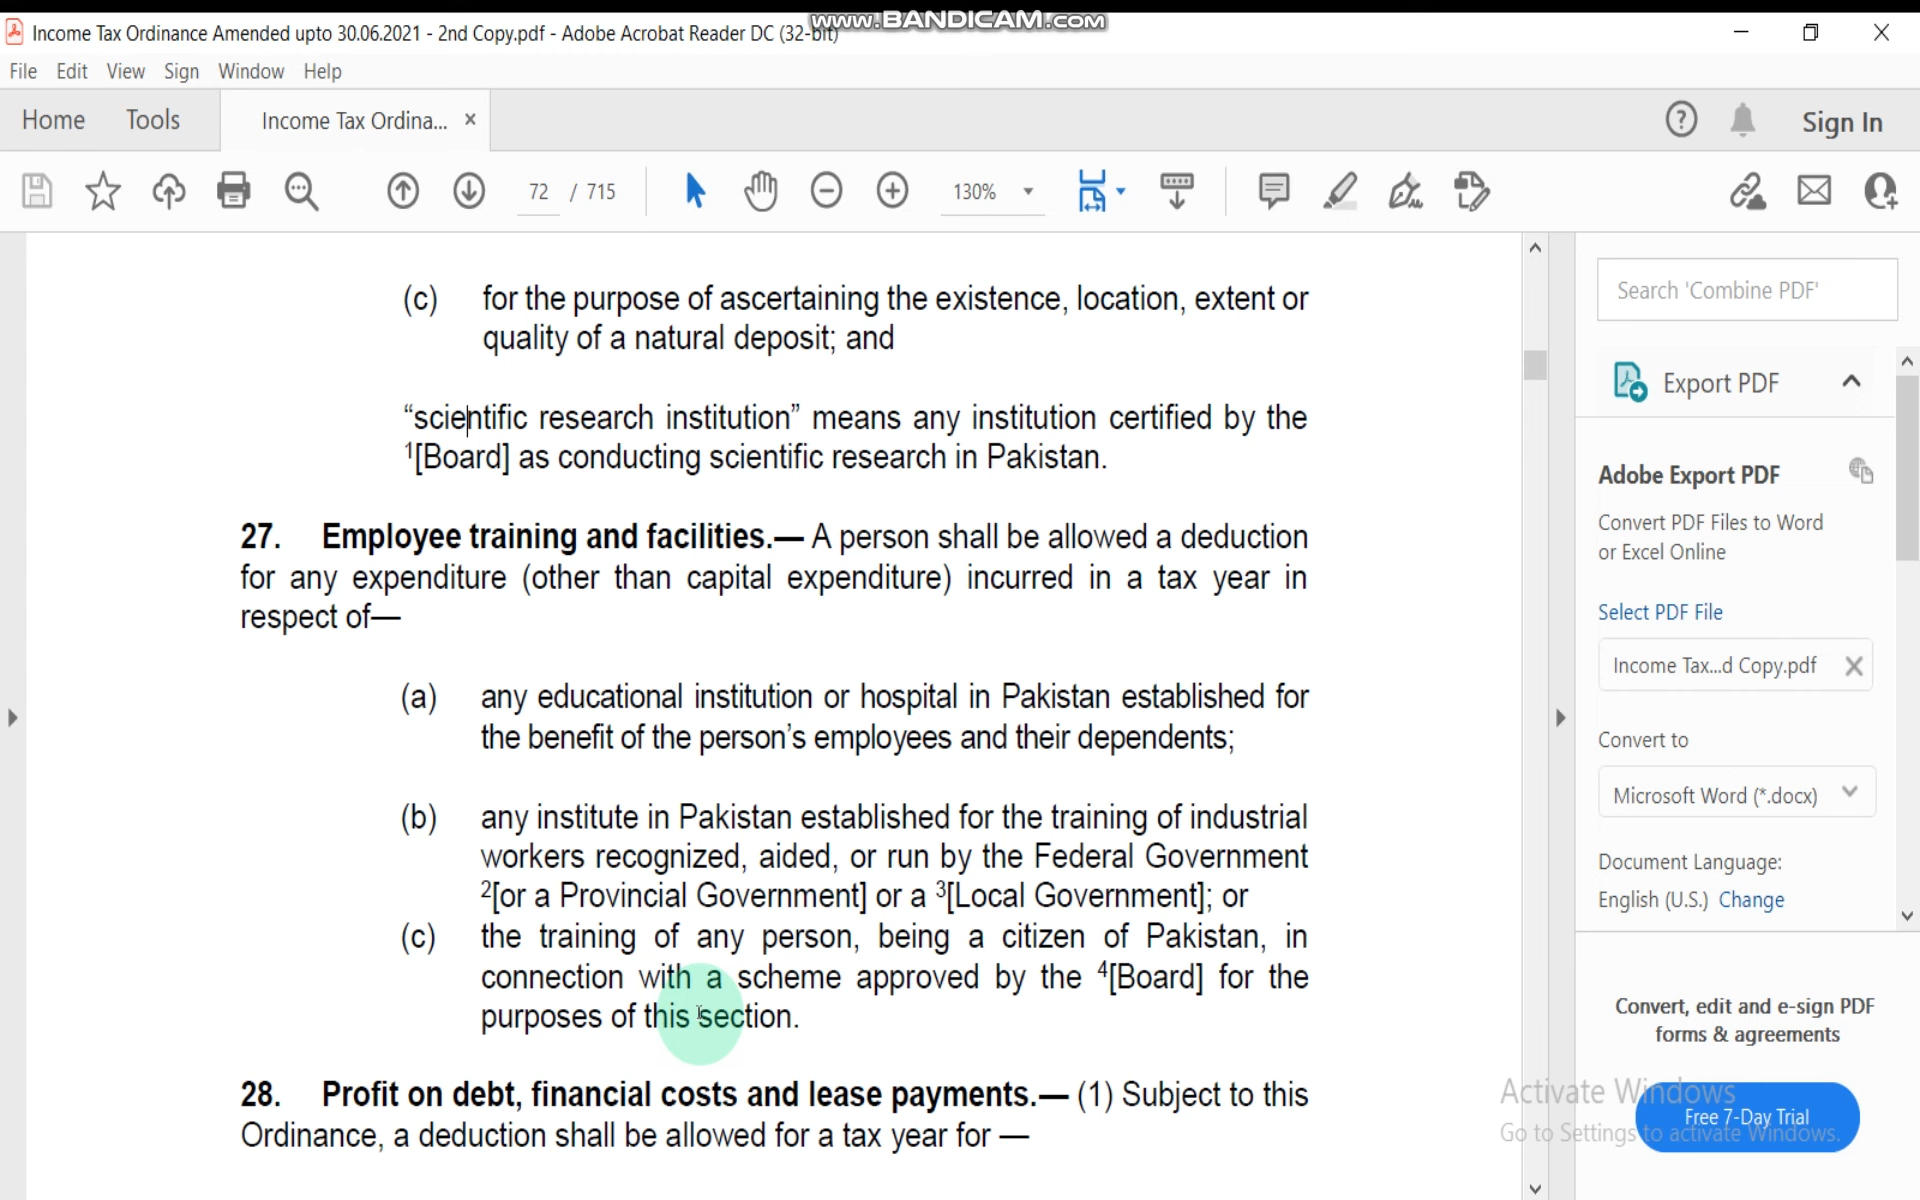 www.BANDICAM.com
Income Tax Ordinance Amended upto 30.06.2021 - 2nd Copy.pdf - Adobe Acrobat Reader DC (32-bit)
File Edit View Sign Window Help
Home Tools Income Tax Ordina... × Sign In
72 / 715 130%
(c) for the purpose of ascertaining the existence, location, extent or
quality of a natural deposit; and
“scientific research institution” means any institution certified by the
1[Board] as conducting scientific research in Pakistan.
27. Employee training and facilities.— A person shall be allowed a deduction
for any expenditure (other than capital expenditure) incurred in a tax year in
respect of—
(a) any educational institution or hospital in Pakistan established for
the benefit of the person’s employees and their dependents;
(b) any institute in Pakistan established for the training of industrial
workers recognized, aided, or run by the Federal Government
2[or a Provincial Government] or a 3[Local Government]; or
(c) the training of any person, being a citizen of Pakistan, in
connection with a scheme approved by the 4[Board] for the
purposes of this section.
28. Profit on debt, financial costs and lease payments.— (1) Subject to this
Ordinance, a deduction shall be allowed for a tax year for —
Search 'Combine PDF'
Export PDF
Adobe Export PDF
Convert PDF Files to Word
or Excel Online
Select PDF File
Income Tax...d Copy.pdf
Convert to
Microsoft Word (*.docx)
Document Language:
English (U.S.) Change
Convert, edit and e-sign PDF
forms & agreements
Free 7-Day Trial
Activate Windows
Go to Settings to activate Windows.